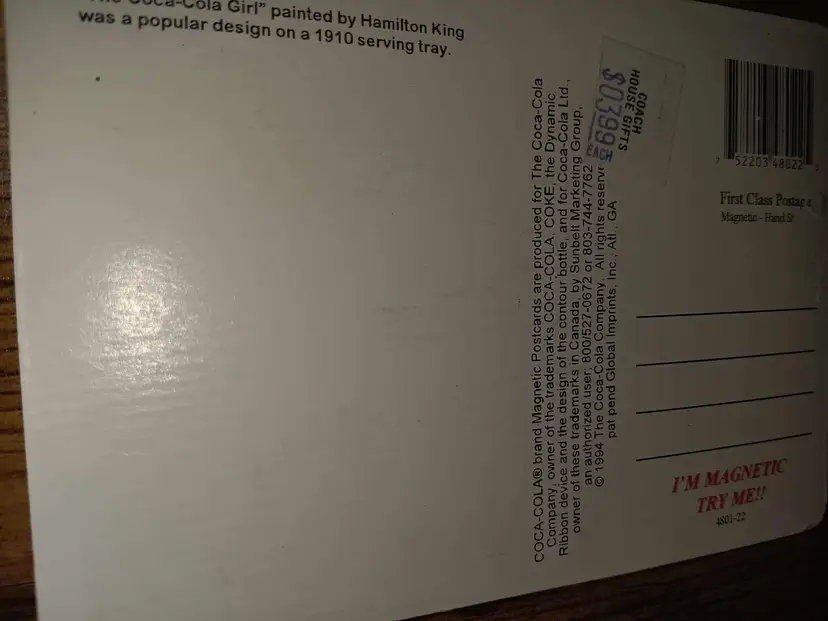 Coca-Cola Girl" painted by Hamilton King
was a popular design on a 1910 serving tray.
COCA-COLA® brand Magnetic Postcards are produced for The Coca-Cola
Company, owner of the trademarks COCA-COLA, COKE, the Dynamic
Ribbon device and the design of the contour bottle, and for Coca-Cola Ltd.,
owner of these trademarks in Canada, by Sunbelt Marketing Group,
an authorized user, 800/527-0672 or 803-744-7762
© 1994 The Coca-Cola Company. All rights reserv
pat pend Global Imprints, Inc., Atl., GA
COACH
HOUSE GIFTS
$0399
EACH
7 52203 48022
First Class Postage
Magnetic - Hand
I'M MAGNETIC
TRY ME!!
4801-22